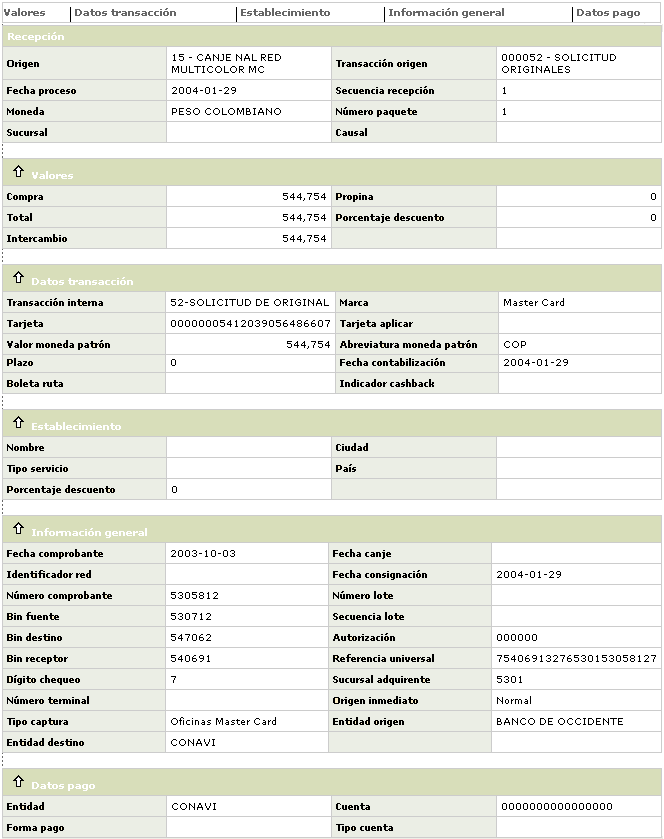 Valores Datos transacción Establecimiento Información general Datos pago
Recepción
Origen 15 - CANJE NAL RED MULTICOLOR MC Transacción origen 000052 - SOLICITUD ORIGINALES
Fecha proceso 2004-01-29 Secuencia recepción 1
Moneda PESO COLOMBIANO Número paquete 1
Sucursal Causal
Valores
Compra 544,754 Propina 0
Total 544,754 Porcentaje descuento 0
Intercambio 544,754
Datos transacción
Transacción interna 52-SOLICITUD DE ORIGINAL Marca Master Card
Tarjeta 00000005412039056486607 Tarjeta aplicar
Valor moneda patrón 544,754 Abreviatura moneda patrón COP
Plazo 0 Fecha contabilización 2004-01-29
Boleta ruta Indicador cashback
Establecimiento
Nombre Ciudad
Tipo servicio País
Porcentaje descuento 0
Información general
Fecha comprobante 2003-10-03 Fecha canje
Identificador red Fecha consignación 2004-01-29
Número comprobante 5305812 Número lote
Bin fuente 530712 Secuencia lote
Bin destino 547062 Autorización 000000
Bin receptor 540691 Referencia universal 75406913276530153058127
Dígito chequeo 7 Sucursal adquirente 5301
Número terminal Origen inmediato Normal
Tipo captura Oficinas Master Card Entidad origen BANCO DE OCCIDENTE
Entidad destino CONAVI
Datos pago
Entidad CONAVI Cuenta 0000000000000000
Forma pago Tipo cuenta